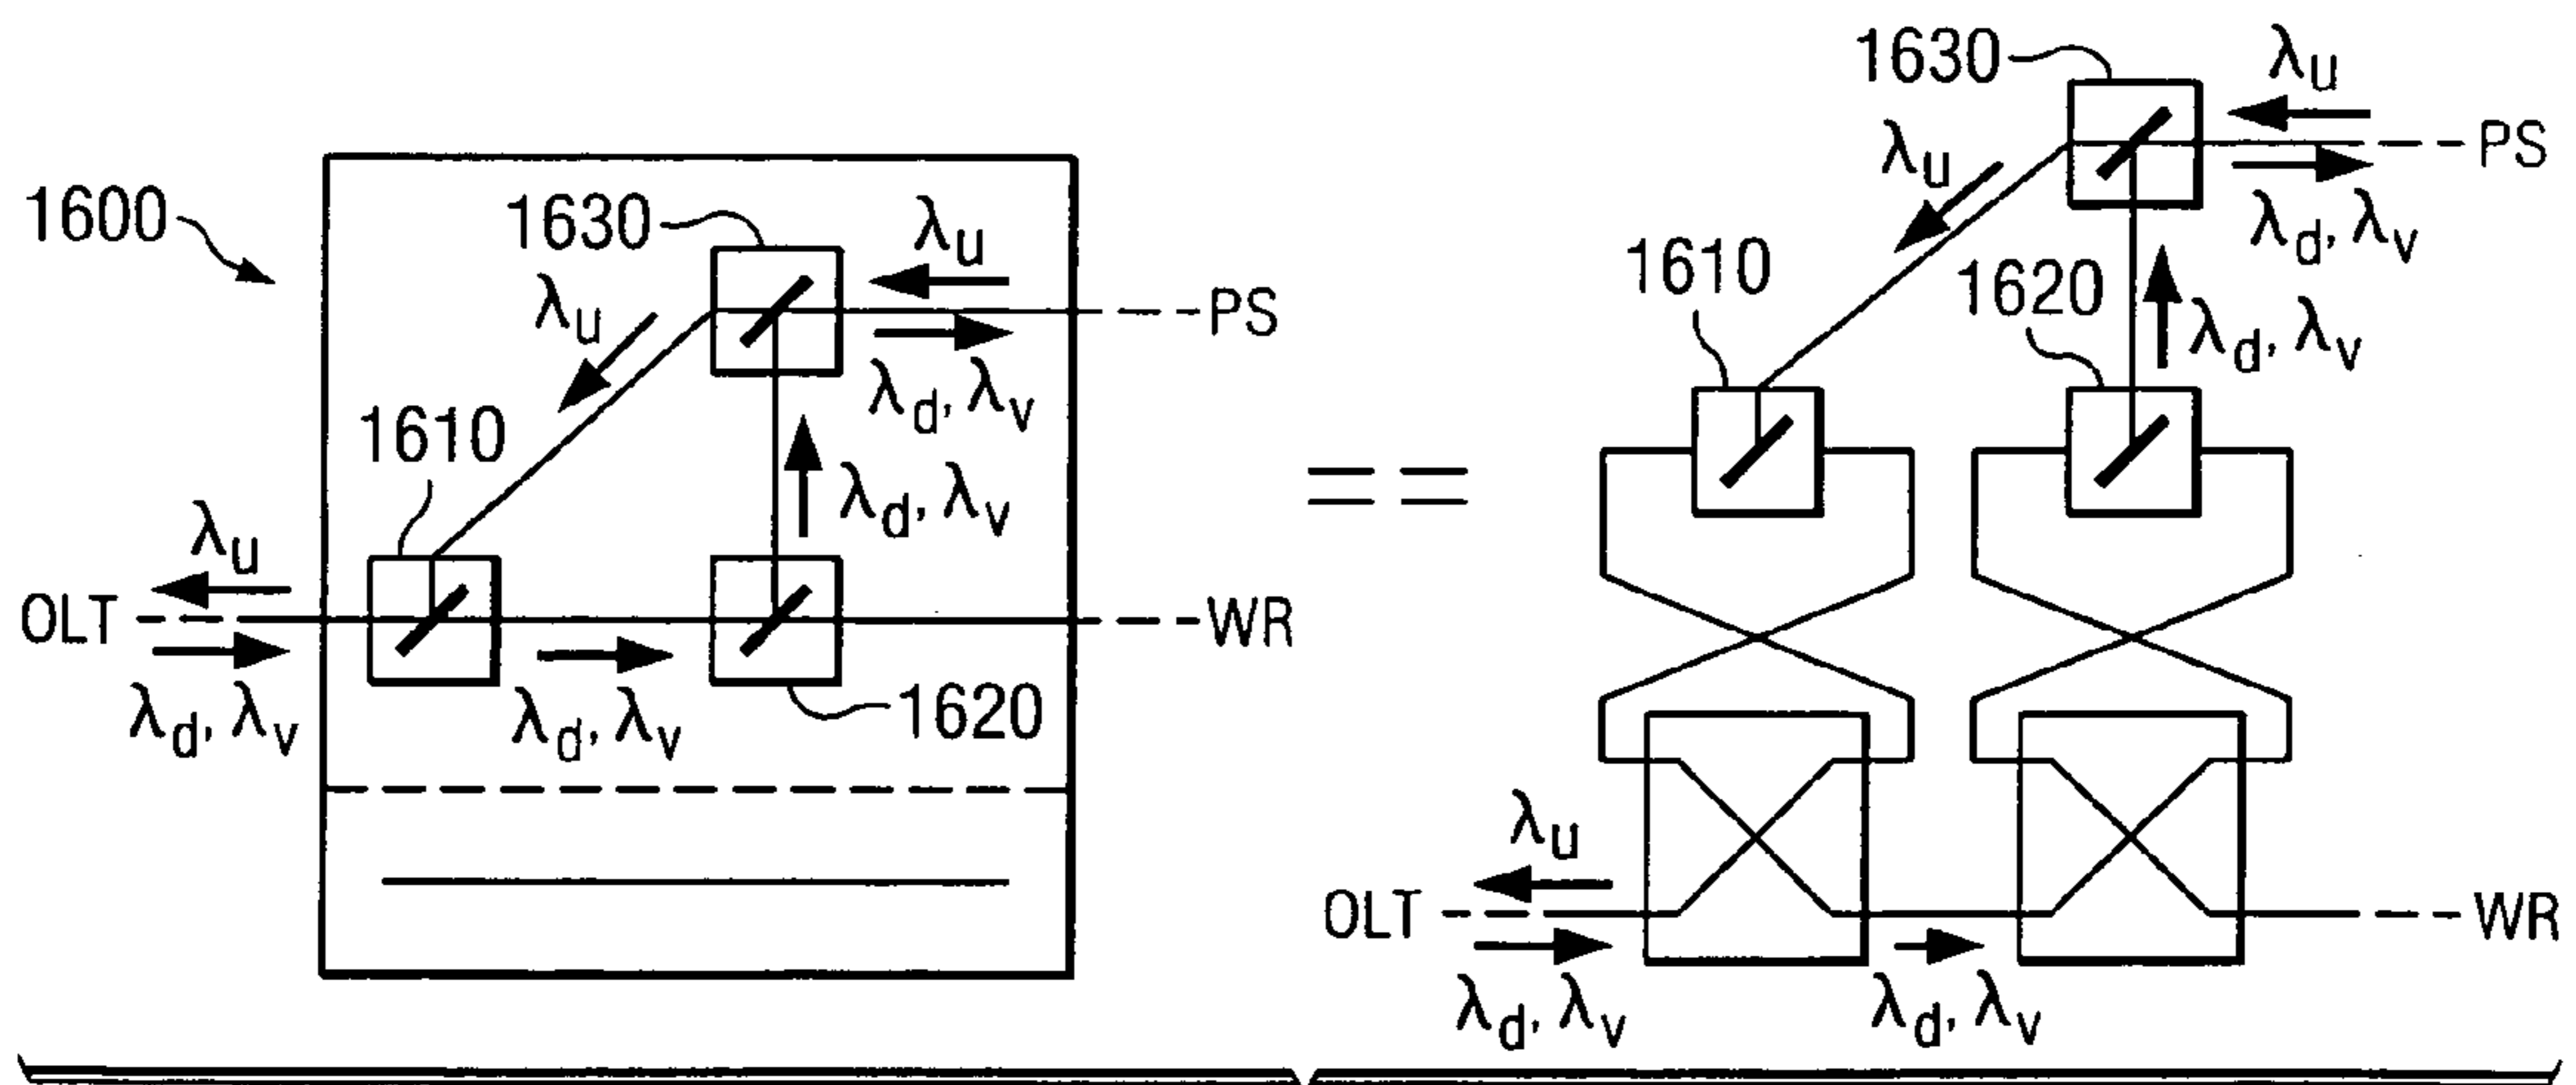 1600
1630
λu
λu
PS
λd, λv
1610
λd, λv
λu
OLT
WR
λd, λv
λd, λv
1620
==
1630
λu
λu
PS
λd, λv
1610
1620
λd, λv
λu
OLT
WR
λd, λv
λd, λv